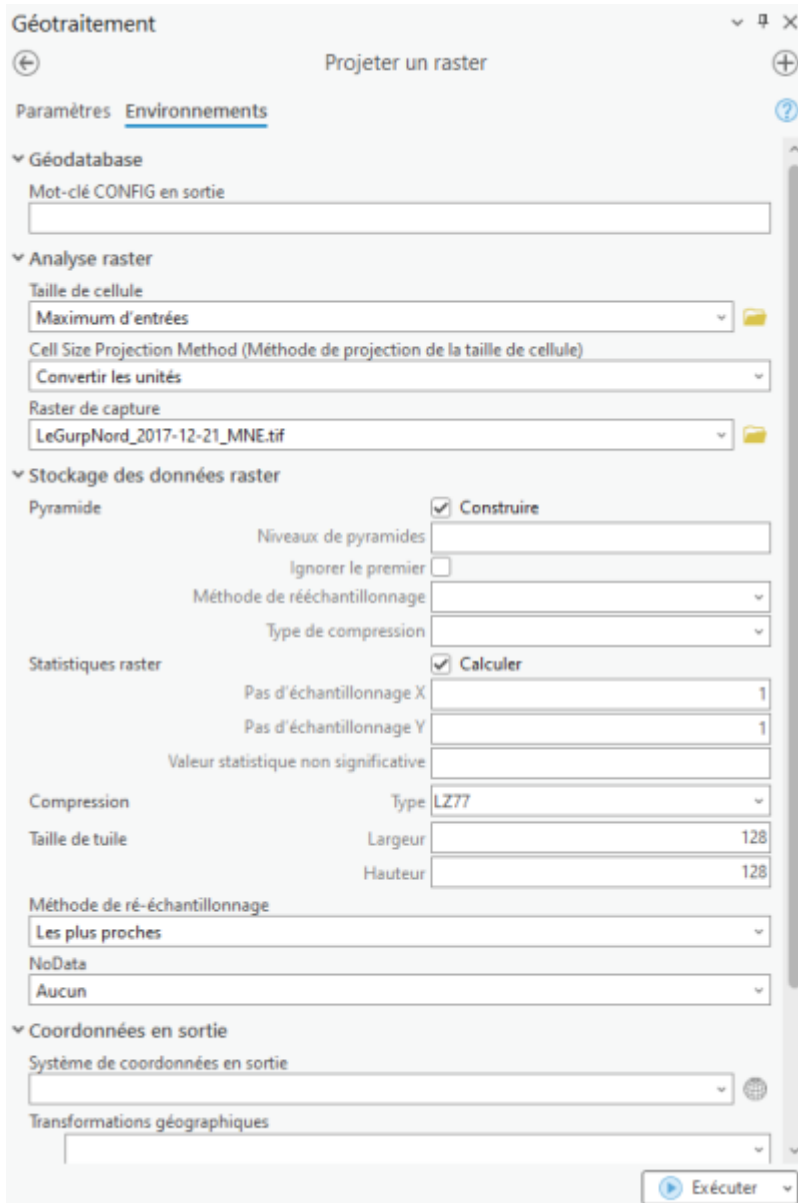 Géotraitement
Projeter un raster
Paramètres Environnements
Géodatabase
Mot-clé CONFIG en sortie
Analyse raster
Taille de cellule
Maximum d'entrées
Cell Size Projection Method (Méthode de projection de la taille de cellule)
Convertir les unités
Raster de capture
LeGurpNord_2017-12-21_MNE.tif
Stockage des données raster
Pyramide Construire
Niveaux de pyramides
Ignorer le premier
Méthode de rééchantillonnage
Type de compression
Statistiques raster Calculer
Pas d'échantillonnage X 1
Pas d'échantillonnage Y 1
Valeur statistique non significative
Compression Type LZ77
Taille de tuile Largeur 128
Hauteur 128
Méthode de ré-échantillonnage
Les plus proches
NoData
Aucun
Coordonnées en sortie
Système de coordonnées en sortie
Transformations géographiques
Exécuter